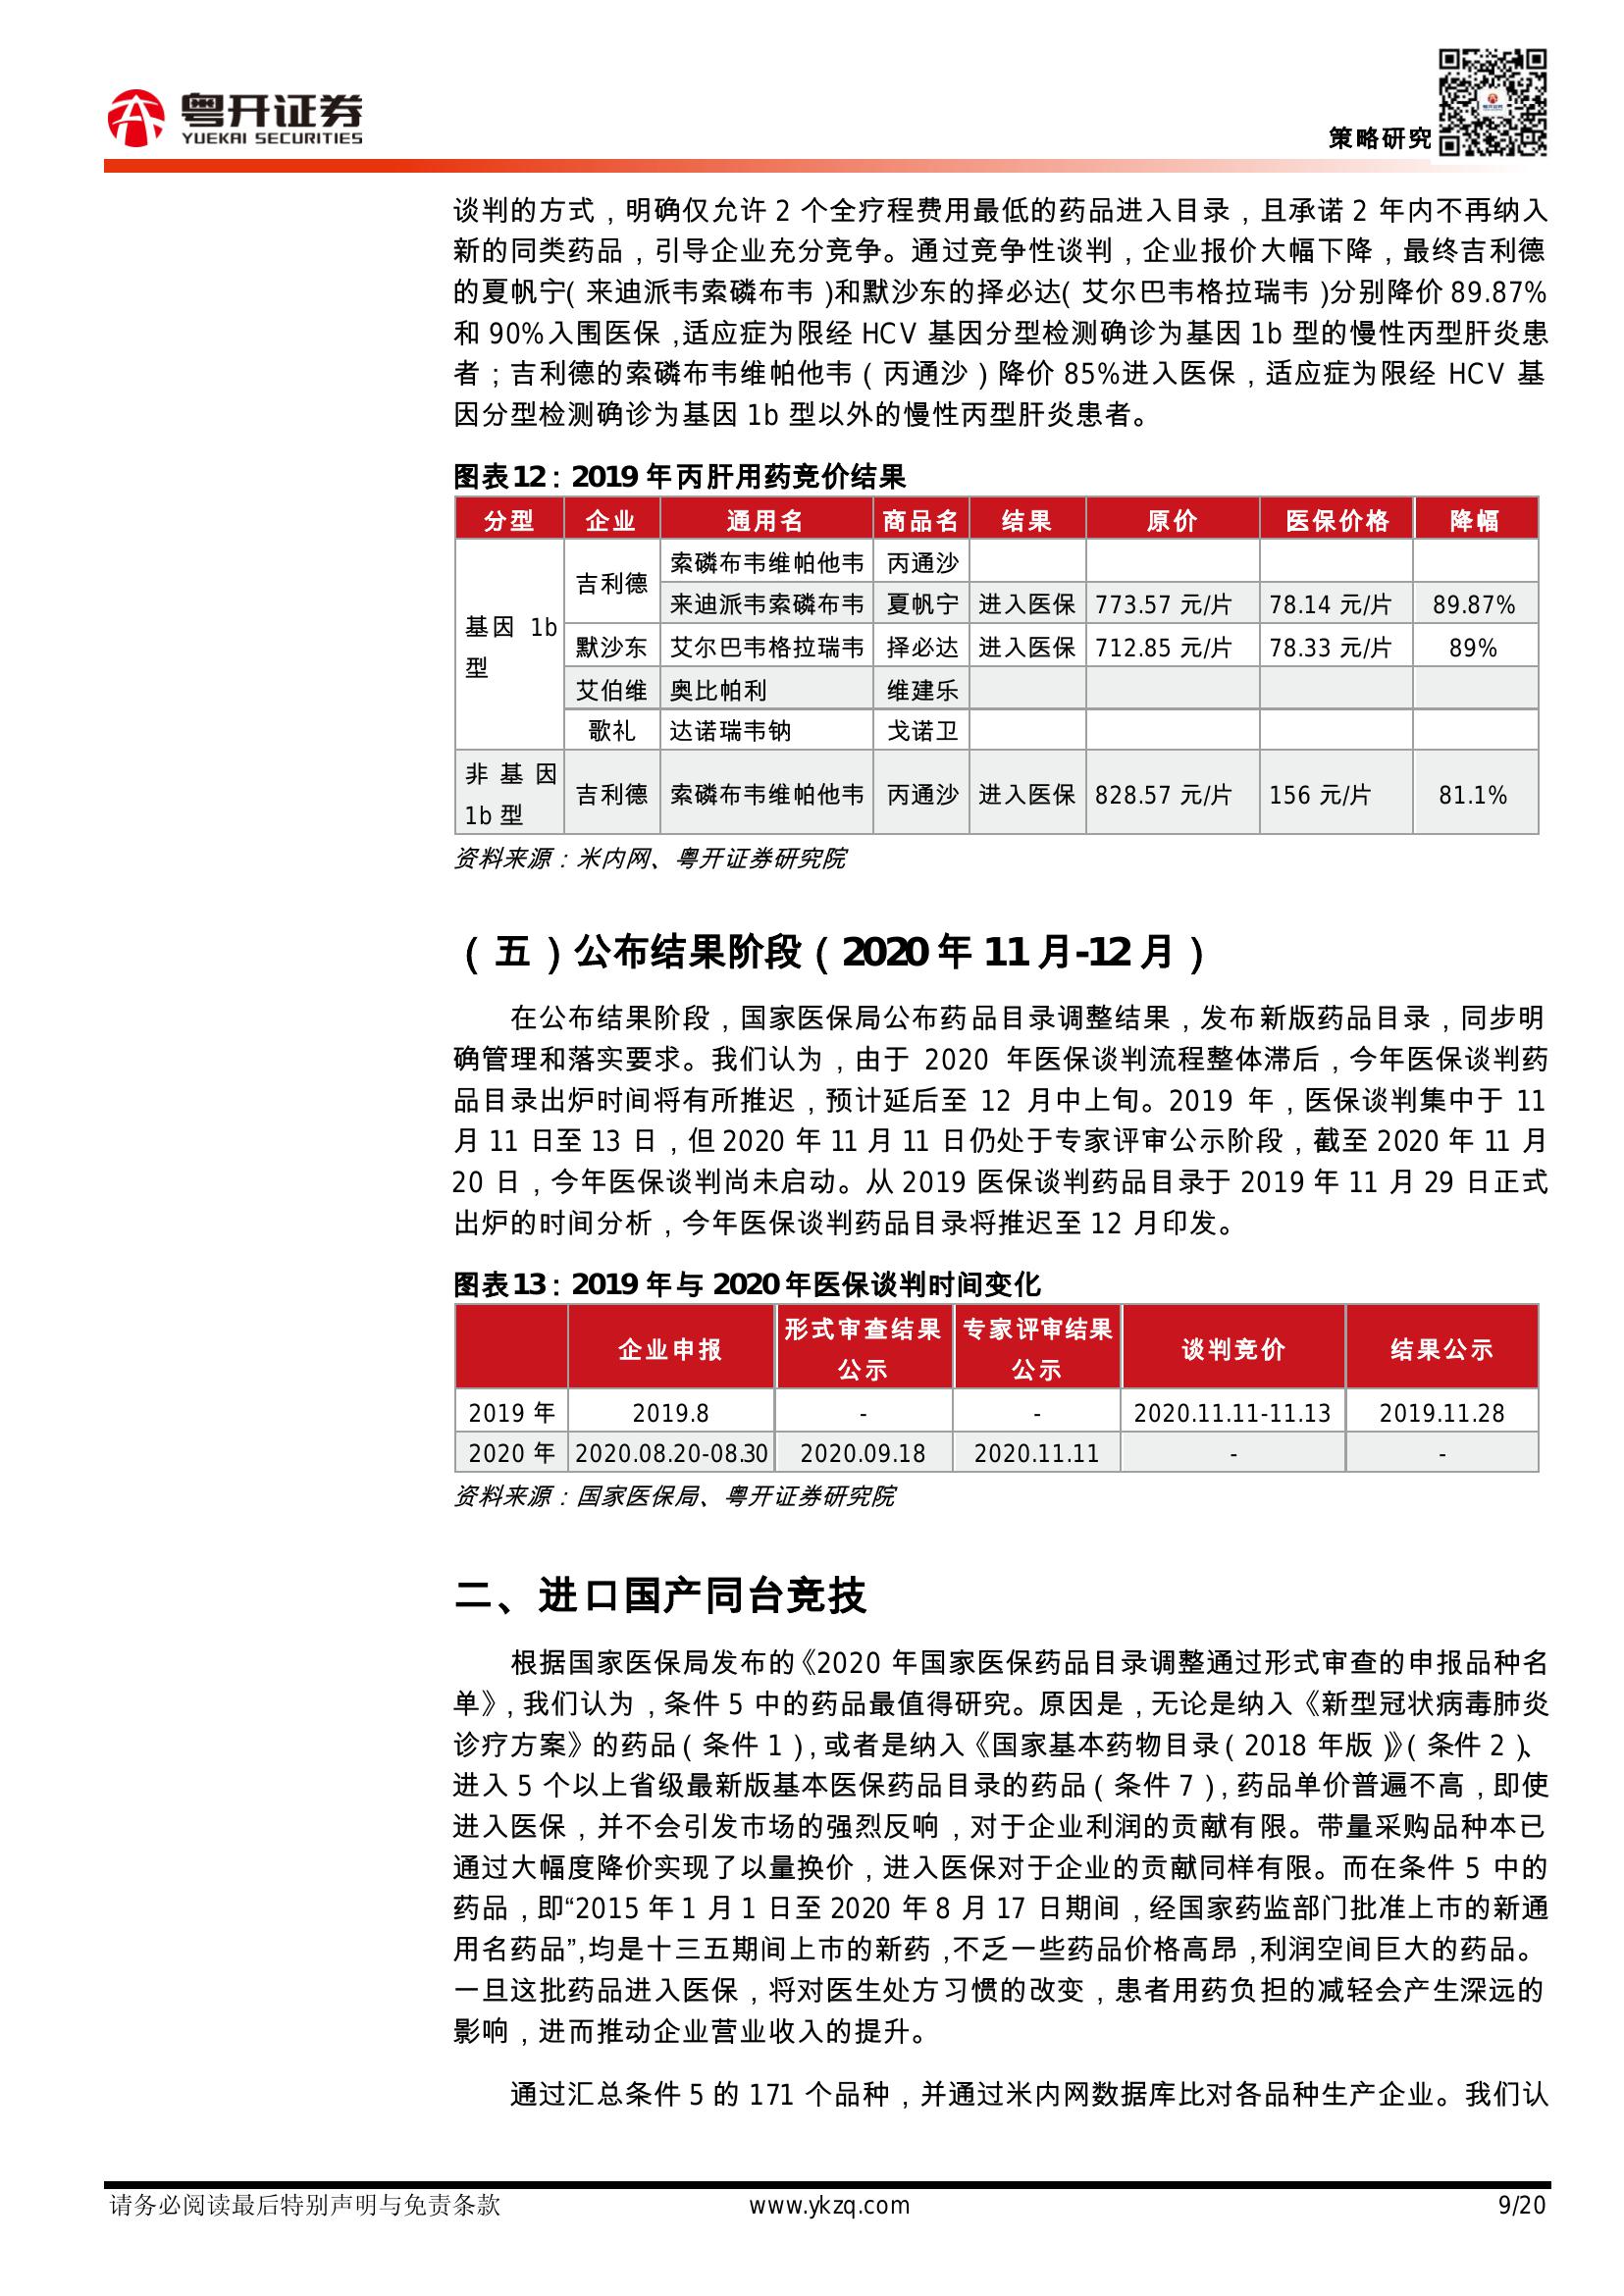 粤开证券
YUEKAI SECURITIES
策略研究
谈判的方式，明确仅允许 2 个全疗程费用最低的药品进入目录，且承诺 2 年内不再纳入
新的同类药品，引导企业充分竞争。通过竞争性谈判，企业报价大幅下降，最终吉利德
的夏帆宁（来迪派韦索磷布韦）和默沙东的择必达（艾尔巴韦格拉瑞韦）分别降价 89.87%
和 90%入围医保，适应症为限经 HCV 基因分型检测确诊为基因 1b 型的慢性丙型肝炎患
者；吉利德的索磷布韦维帕他韦（丙通沙）降价 85%进入医保，适应症为限经 HCV 基
因分型检测确诊为基因 1b 型以外的慢性丙型肝炎患者。
图表12：2019 年丙肝用药竞价结果
分型 企业 通用名 商品名 结果 原价 医保价格 降幅
基因 1b 型 吉利德 索磷布韦维帕他韦 丙通沙
来迪派韦索磷布韦 夏帆宁 进入医保 773.57 元/片 78.14 元/片 89.87%
默沙东 艾尔巴韦格拉瑞韦 择必达 进入医保 712.85 元/片 78.33 元/片 89%
艾伯维 奥比帕利 维建乐
歌礼 达诺瑞韦钠 戈诺卫
非基因 1b 型 吉利德 索磷布韦维帕他韦 丙通沙 进入医保 828.57 元/片 156 元/片 81.1%
资料来源：米内网、粤开证券研究院
（五）公布结果阶段（2020 年 11 月-12 月）
在公布结果阶段，国家医保局公布药品目录调整结果，发布新版药品目录，同步明
确管理和落实要求。我们认为，由于 2020 年医保谈判流程整体滞后，今年医保谈判药
品目录出炉时间将有所推迟，预计延后至 12 月中上旬。2019 年，医保谈判集中于 11
月 11 日至 13 日，但 2020 年 11 月 11 日仍处于专家评审公示阶段，截至 2020 年 11 月
20 日，今年医保谈判尚未启动。从 2019 医保谈判药品目录于 2019 年 11 月 29 日正式
出炉的时间分析，今年医保谈判药品目录将推迟至 12 月印发。
图表13：2019 年与 2020 年医保谈判时间变化
企业申报 形式审查结果公示 专家评审结果公示 谈判竞价 结果公示
2019 年 2019.8 - - 2020.11.11-11.13 2019.11.28
2020 年 2020.08.20-08.30 2020.09.18 2020.11.11 - -
资料来源：国家医保局、粤开证券研究院
二、进口国产同台竞技
根据国家医保局发布的《2020 年国家医保药品目录调整通过形式审查的申报品种名
单》，我们认为，条件 5 中的药品最值得研究。原因是，无论是纳入《新型冠状病毒肺炎
诊疗方案》的药品（条件 1），或者是纳入《国家基本药物目录（2018 年版）》（条件 2）、
进入 5 个以上省级最新版基本医保药品目录的药品（条件 7），药品单价普遍不高，即使
进入医保，并不会引发市场的强烈反响，对于企业利润的贡献有限。带量采购品种本已
通过大幅度降价实现了以量换价，进入医保对于企业的贡献同样有限。而在条件 5 中的
药品，即“2015 年 1 月 1 日至 2020 年 8 月 17 日期间，经国家药监部门批准上市的新通
用名药品”，均是十三五期间上市的新药，不乏一些药品价格高昂，利润空间巨大的药品。
一旦这批药品进入医保，将对医生处方习惯的改变，患者用药负担的减轻会产生深远的
影响，进而推动企业营业收入的提升。
通过汇总条件 5 的 171 个品种，并通过米内网数据库比对各品种生产企业。我们认
请务必阅读最后特别声明与免责条款 www.ykzq.com 9/20